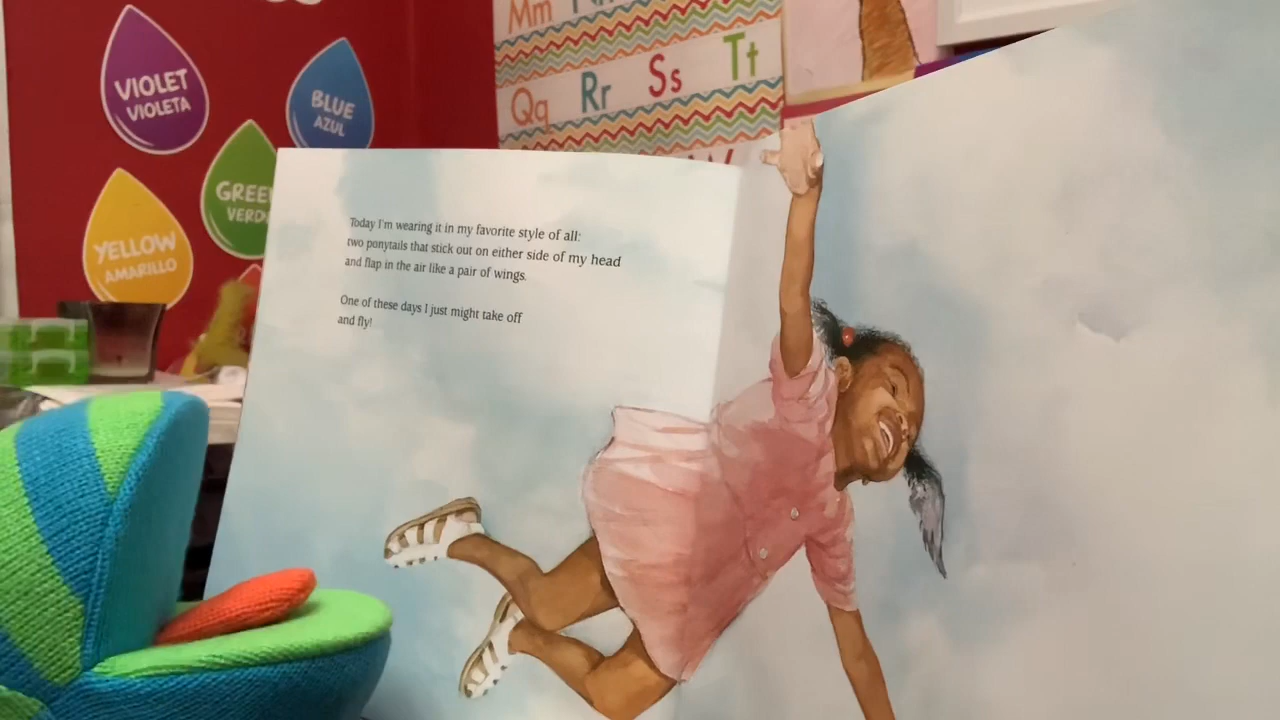 VIOLET
VIOLETA
BLUE
AZUL
YELLOW
AMARILLO
Mm
Qq Rr Ss Tt
Today I'm wearing it in my favorite style of all:
two ponytails that stick out on either side of my head
and flap in the air like a pair of wings.
One of these days I just might take off
and fly!